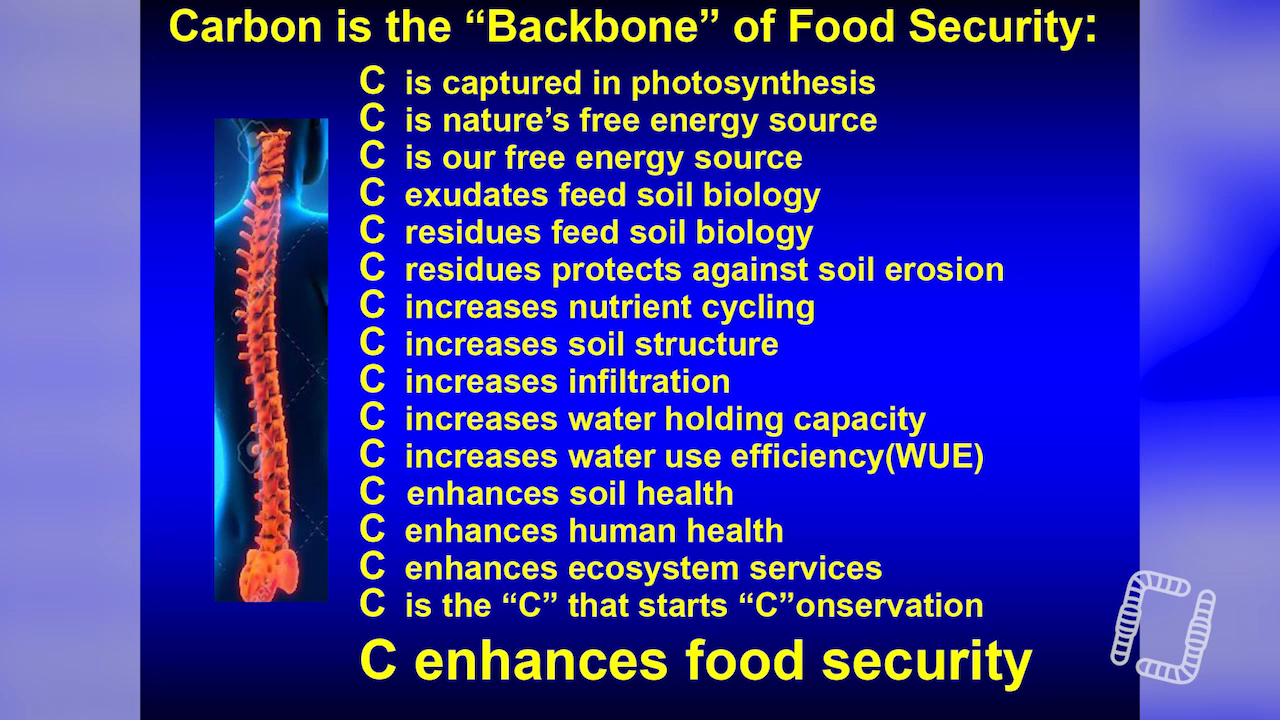 Carbon is the “Backbone” of Food Security:
C is captured in photosynthesis
C is nature’s free energy source
C is our free energy source
C exudates feed soil biology
C residues feed soil biology
C residues protects against soil erosion
C increases nutrient cycling
C increases soil structure
C increases infiltration
C increases water holding capacity
C increases water use efficiency(WUE)
C enhances soil health
C enhances human health
C enhances ecosystem services
C is the “C” that starts “C”onservation
C enhances food security